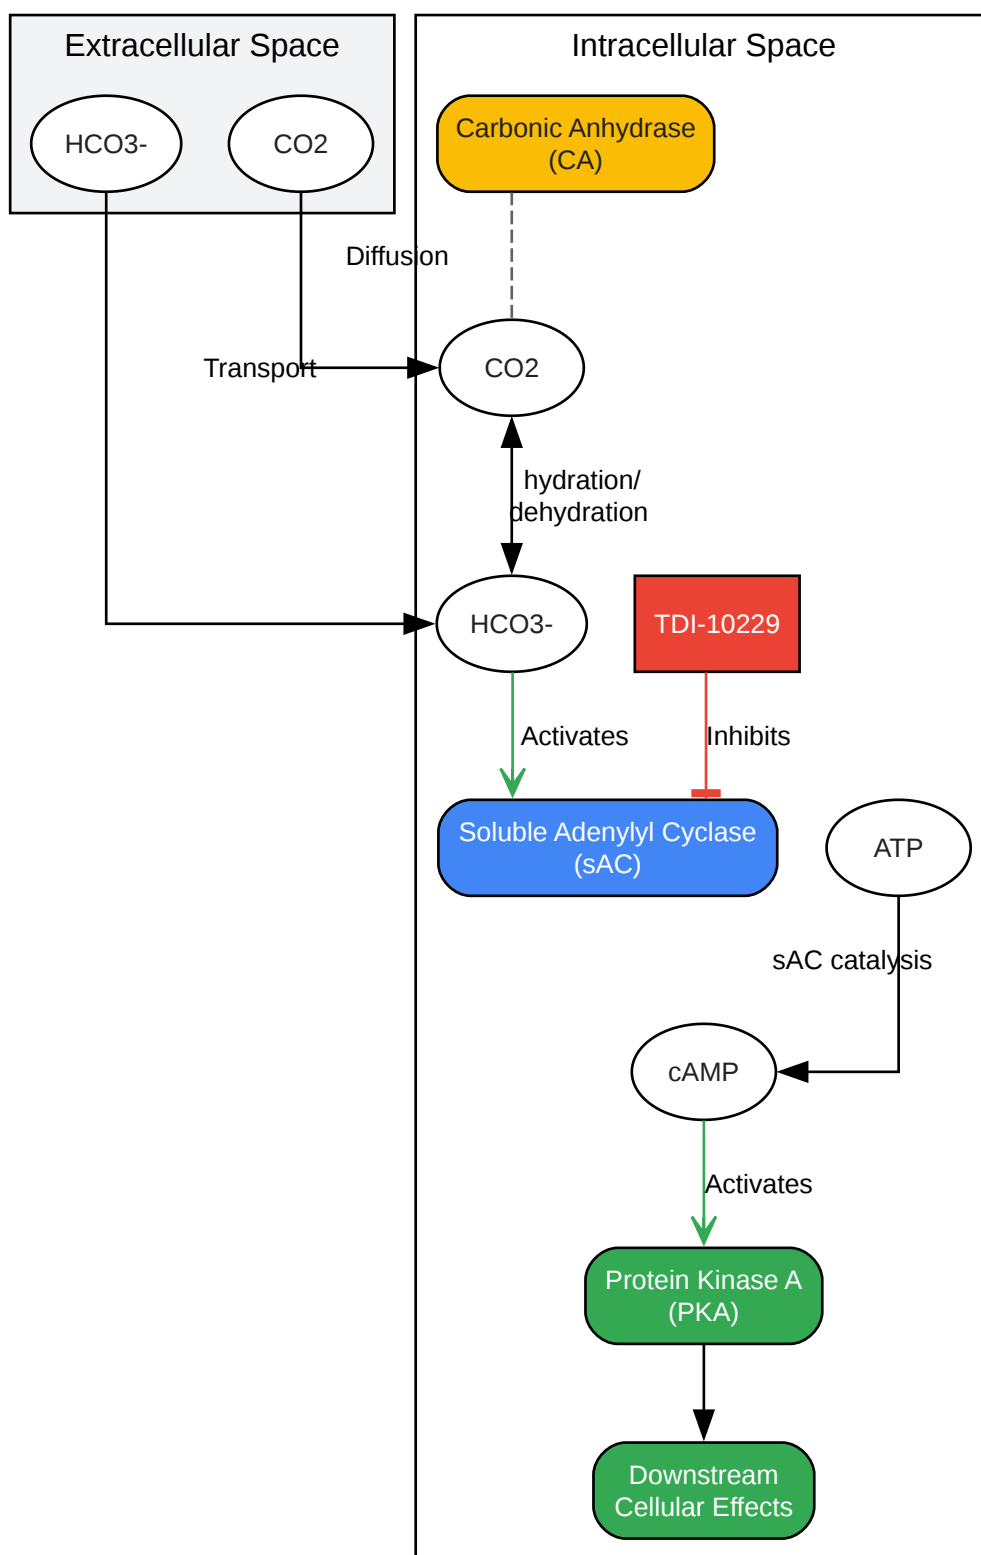 Extracellular Space
Intracellular Space
HCO3-
CO2
Carbonic Anhydrase
(CA)
Diffusion
Transport
CO2
hydration/
dehydration
HCO3-
TDI-10229
Activates
Inhibits
Soluble Adenylyl Cyclase
(sAC)
ATP
sAC catalysis
cAMP
Activates
Protein Kinase A
(PKA)
Downstream
Cellular Effects